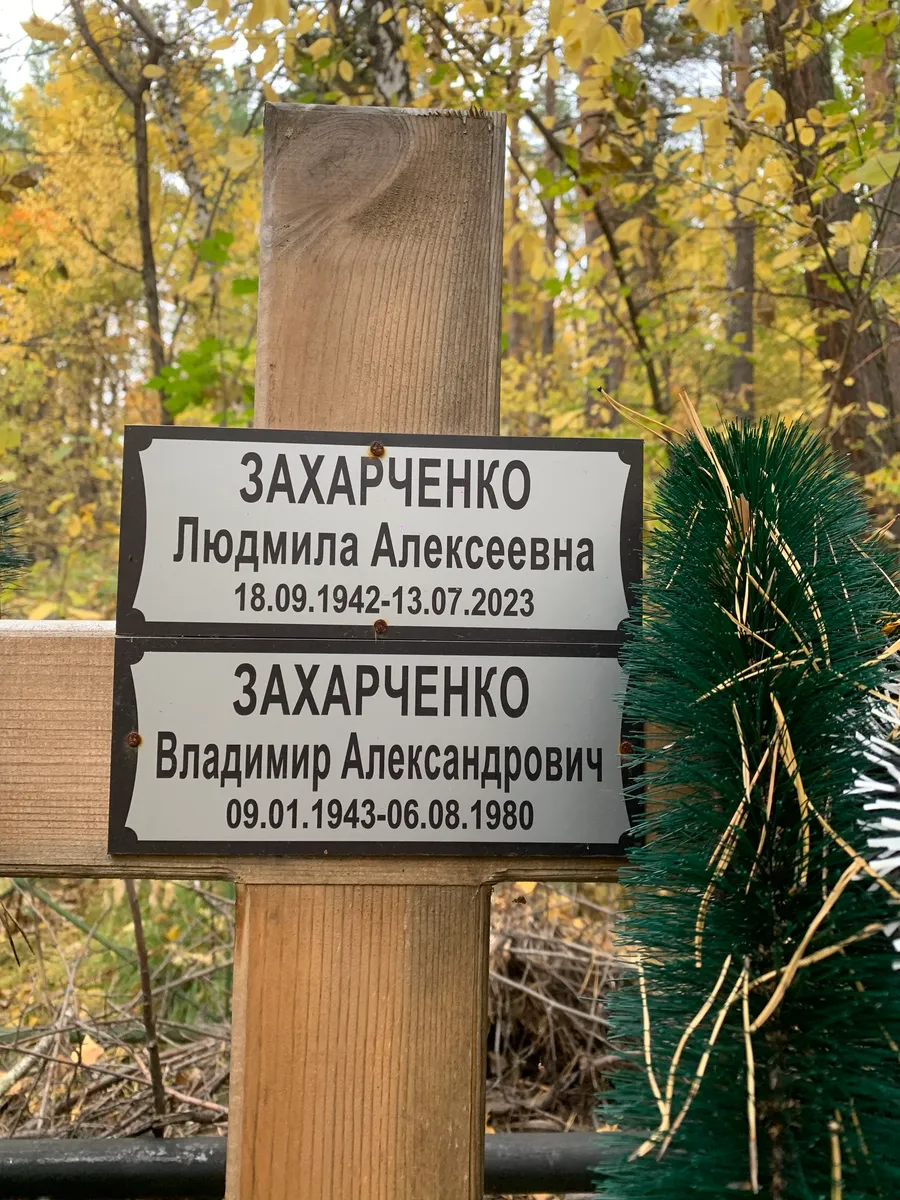 ЗАХАРЧЕНКО
Людмила Алексеевна
18.09.1942-13.07.2023
ЗАХАРЧЕНКО
Владимир Александрович
09.01.1943-06.08.1980